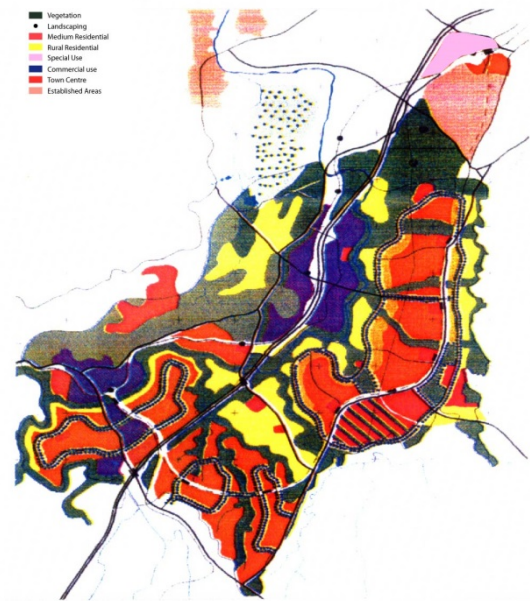 Vegetation
Landscaping
Medium Residential
Rural Residential
Special Use
Commercial use
Town Centre
Established Areas